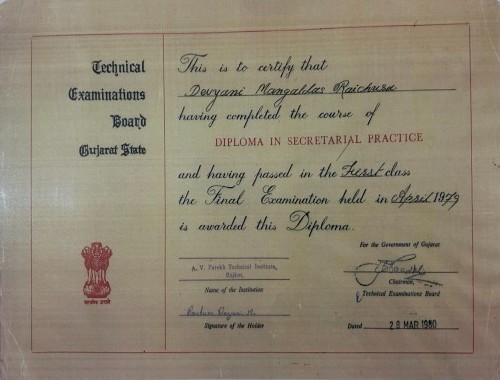 Technical
Examinations
Board
Gujarat State
This is to certify that
Devyani Mangaldas Raichura
having completed the course of
DIPLOMA IN SECRETARIAL PRACTICE
and having passed in the First class
the Final Examination held in April 1979
is awarded this Diploma.
For the Government of Gujarat
A. V. Parekh Technical Institute,
Rajkot.
Name of the Institution
Chairman,
Technical Examinations Board
सत्यमेव जयते
Signature of the Holder
Dated 28 MAR 1980